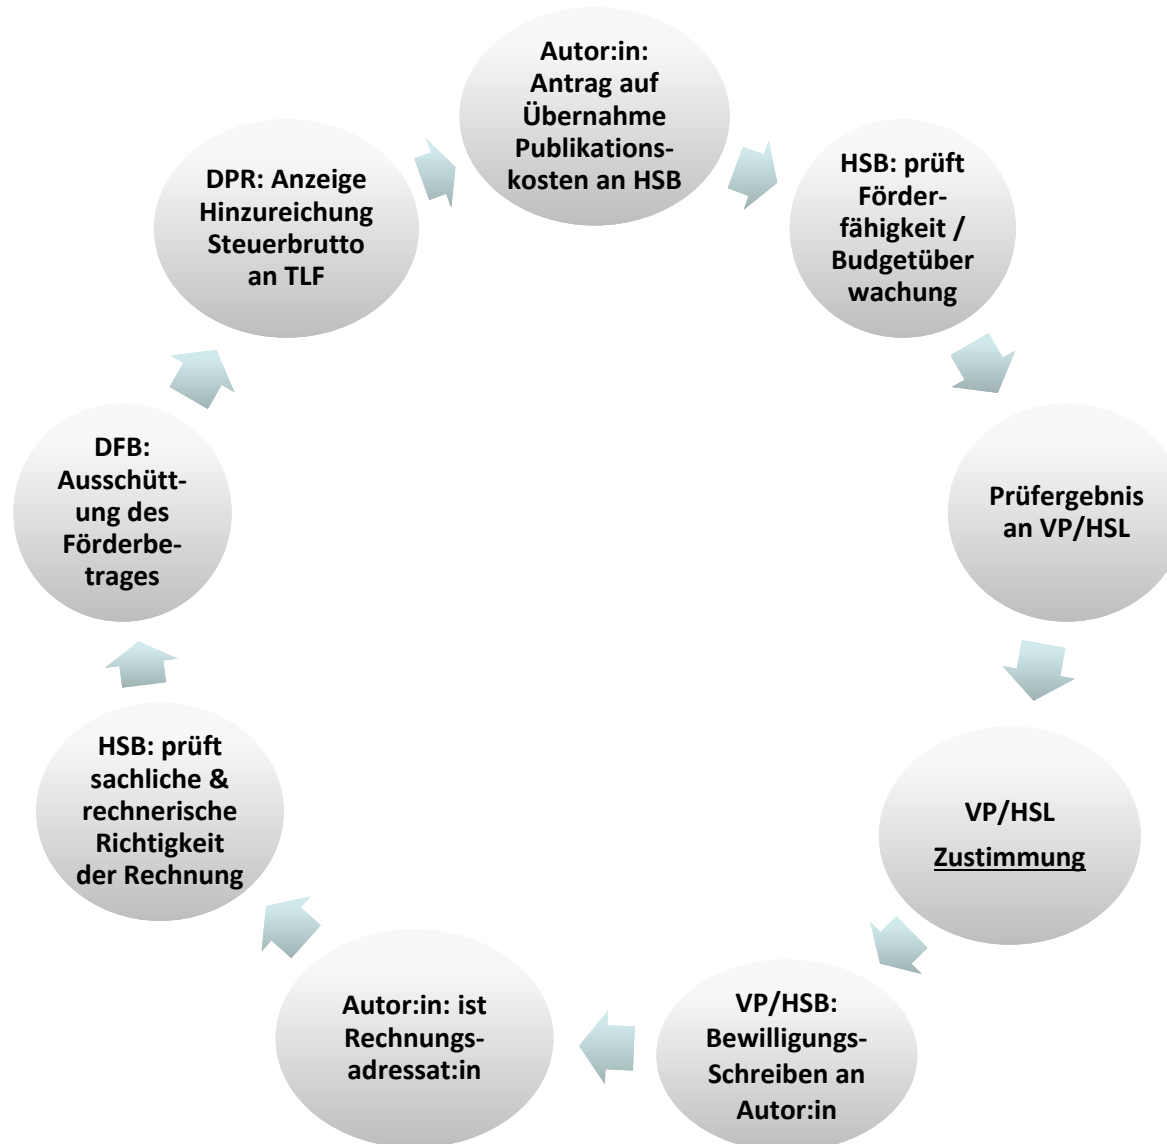 Autor:in:
Antrag auf
Übernahme
Publikations-
kosten an HSB
HSB: prüft
Förder-
fähigkeit /
Budgetüber
wachung
Prüfergebnis
an VP/HSL
VP/HSL
Zustimmung
VP/HSB:
Bewilligungs-
Schreiben an
Autor:in
Autor:in: ist
Rechnungs-
adressat:in
HSB: prüft
sachliche &
rechnerische
Richtigkeit
der Rechnung
DFB:
Ausschütt-
ung des
Förderbe-
trages
DPR: Anzeige
Hinzureichung
Steuerbrutto
an TLF